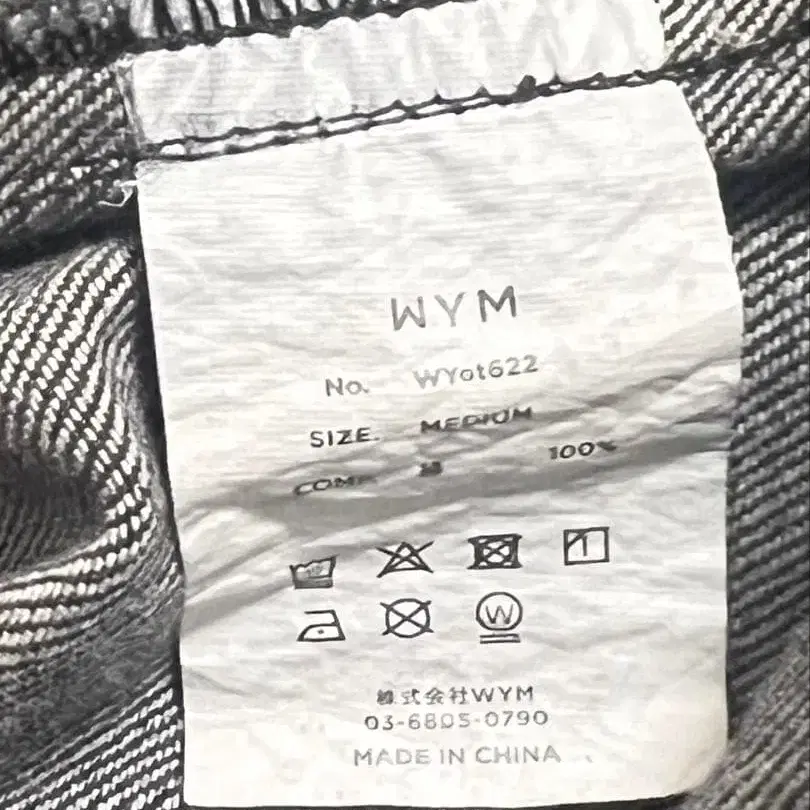 WYM
No. WYot622
SIZE. MEDIUM
COMP. 綿 100%
W
株式会社WYM
03-6805-0790
MADE IN CHINA